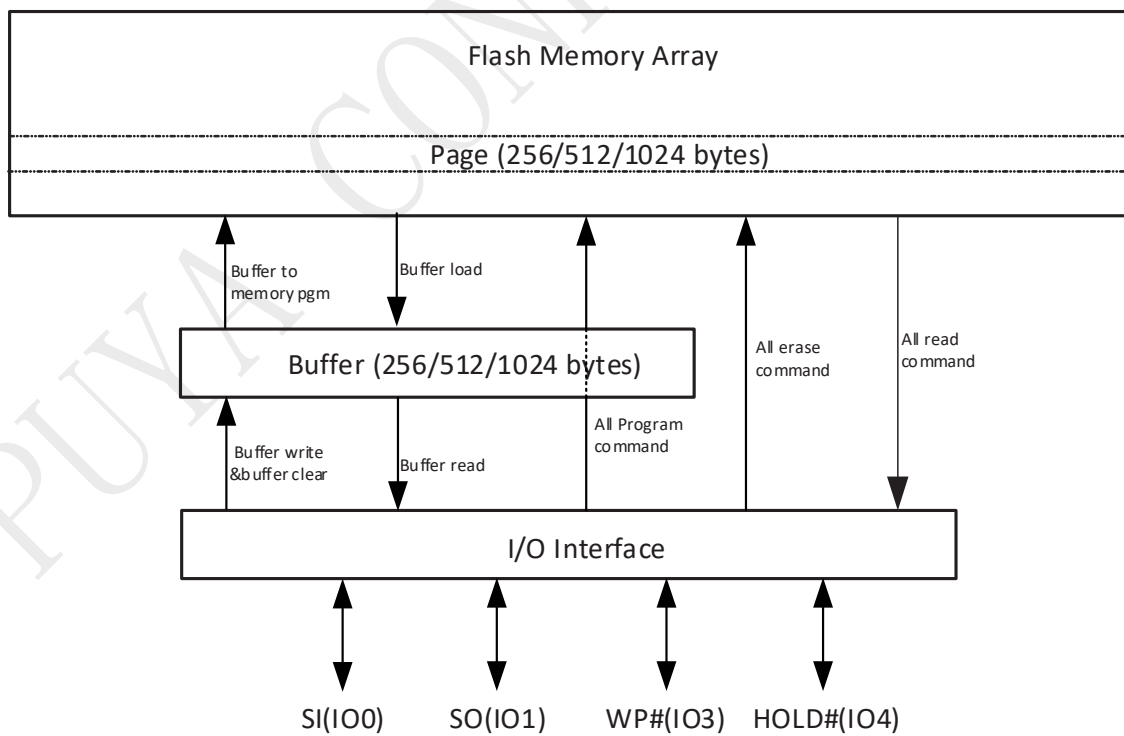 Flash Memory Array
Page (256/512/1024 bytes)
Buffer to
memory pgm
Buffer load
All erase
command
All read
command
Buffer (256/512/1024 bytes)
Buffer write
&buffer clear
Buffer read
All Program
command
I/O Interface
SI(IO0)
SO(IO1)
WP#(IO3)
HOLD#(IO4)
PUYA CON